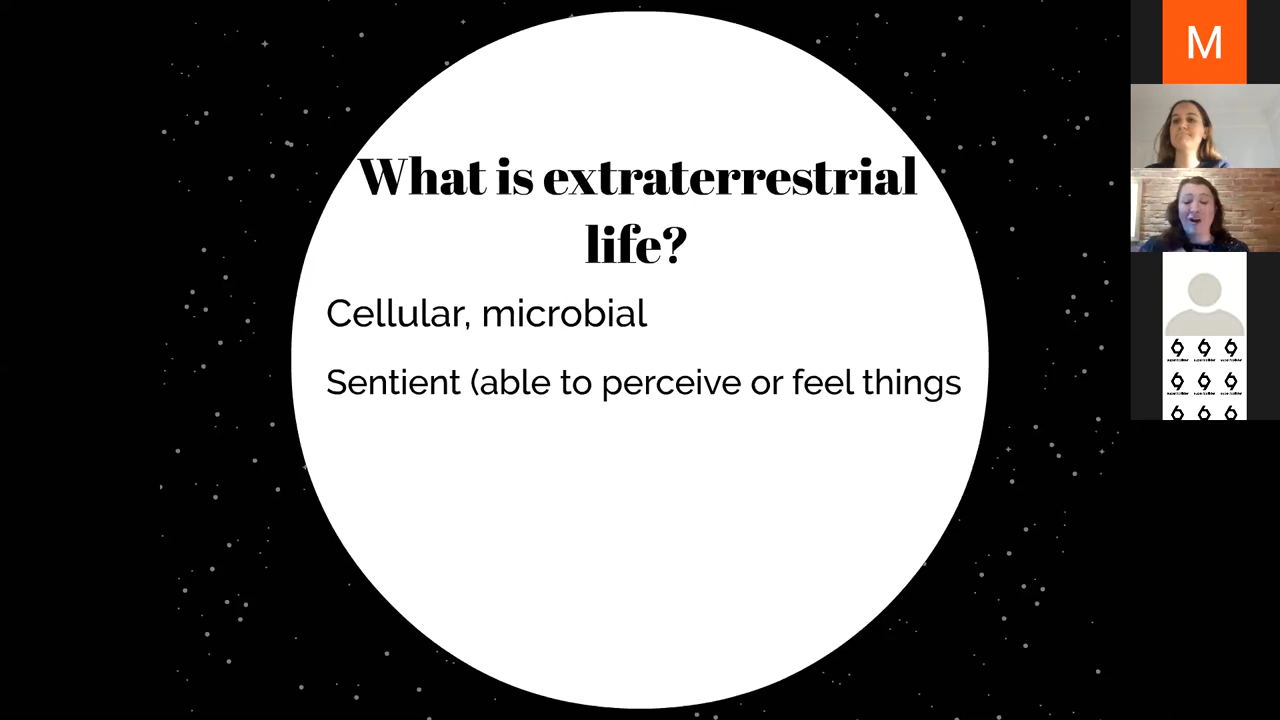 What is extraterrestrial
life?
Cellular, microbial
Sentient (able to perceive or feel things
M